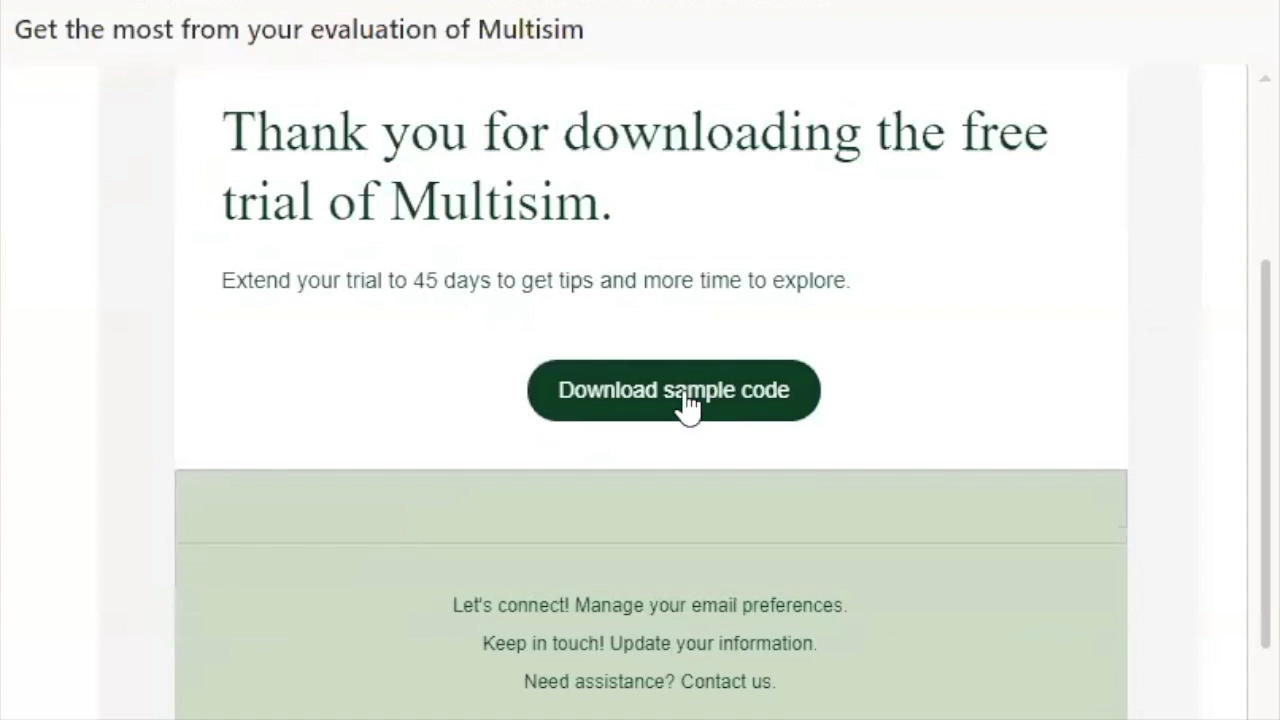 Get the most from your evaluation of Multisim
Thank you for downloading the free
trial of Multisim.
Extend your trial to 45 days to get tips and more time to explore.
Download sample code
Let's connect! Manage your email preferences.
Keep in touch! Update your information.
Need assistance? Contact us.